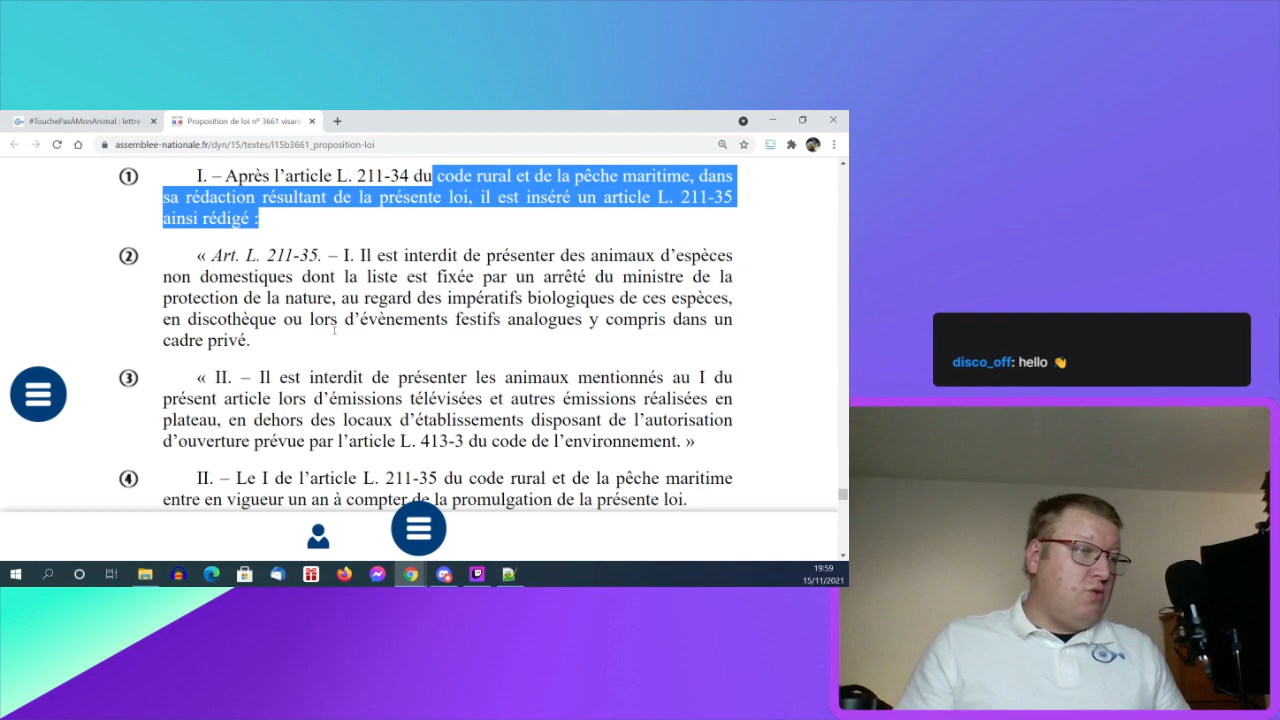 #TouchePasÀMonAnimal : lettre
Proposition de loi nº 3661 visant
assemblee-nationale.fr/dyn/15/textes/l15b3661_proposition-loi
1 I. – Après l’article L. 211-34 du code rural et de la pêche maritime, dans
sa rédaction résultant de la présente loi, il est inséré un article L. 211-35
ainsi rédigé :
2 « Art. L. 211-35. – I. Il est interdit de présenter des animaux d’espèces
non domestiques dont la liste est fixée par un arrêté du ministre de la
protection de la nature, au regard des impératifs biologiques de ces espèces,
en discothèque ou lors d’évènements festifs analogues y compris dans un
cadre privé.
3 « II. – Il est interdit de présenter les animaux mentionnés au I du
présent article lors d’émissions télévisées et autres émissions réalisées en
plateau, en dehors des locaux d’établissements disposant de l’autorisation
d’ouverture prévue par l’article L. 413-3 du code de l’environnement. »
4 II. – Le I de l’article L. 211-35 du code rural et de la pêche maritime
entre en vigueur un an à compter de la promulgation de la présente loi.
19:59
15/11/2021
disco_off: hello 👋